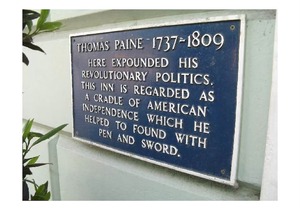 THOMAS PAINE - 1737-1809
HERE EXPOUNDED HIS
REVOLUTIONARY POLITICS.
THIS INN IS REGARDED AS
A CRADLE OF AMERICAN
INDEPENDENCE WHICH HE
HELPED TO FOUND WITH
PEN AND SWORD.